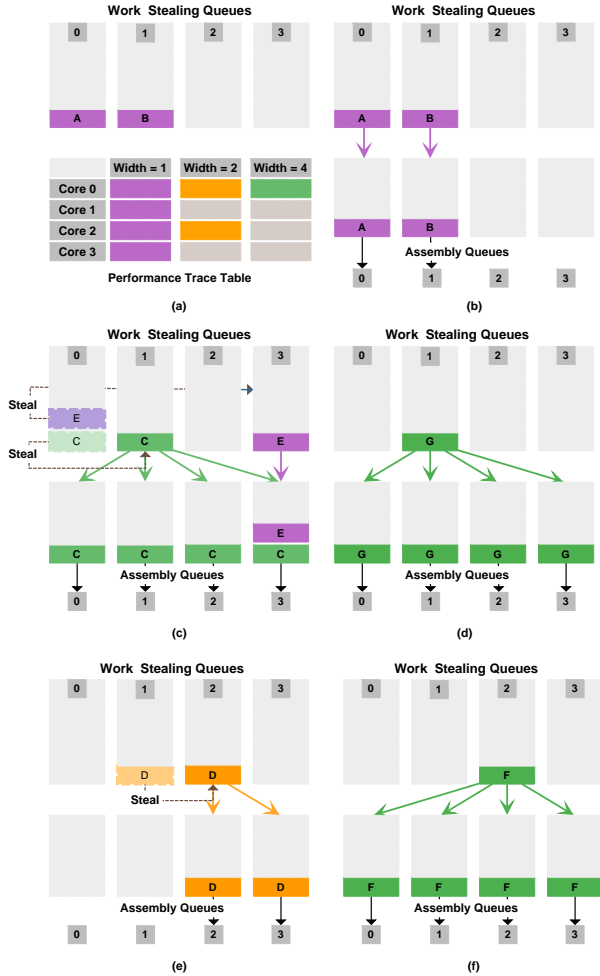 Work Stealing Queues
0 1 2 3
A B
Width = 1 Width = 2 Width = 4
Core 0
Core 1
Core 2
Core 3
Performance Trace Table
(a)
Work Stealing Queues
0 1 2 3
A B
A B
Assembly Queues
0 1 2 3
(b)
Work Stealing Queues
0 1 2 3
Steal
E
Steal
C C E
E
C C C C
Assembly Queues
0 1 2 3
(c)
Work Stealing Queues
0 1 2 3
G
G G G G
Assembly Queues
0 1 2 3
(d)
Work Stealing Queues
0 1 2 3
D D
Steal
D D
Assembly Queues
0 1 2 3
(e)
Work Stealing Queues
0 1 2 3
F
F F F F
Assembly Queues
0 1 2 3
(f)